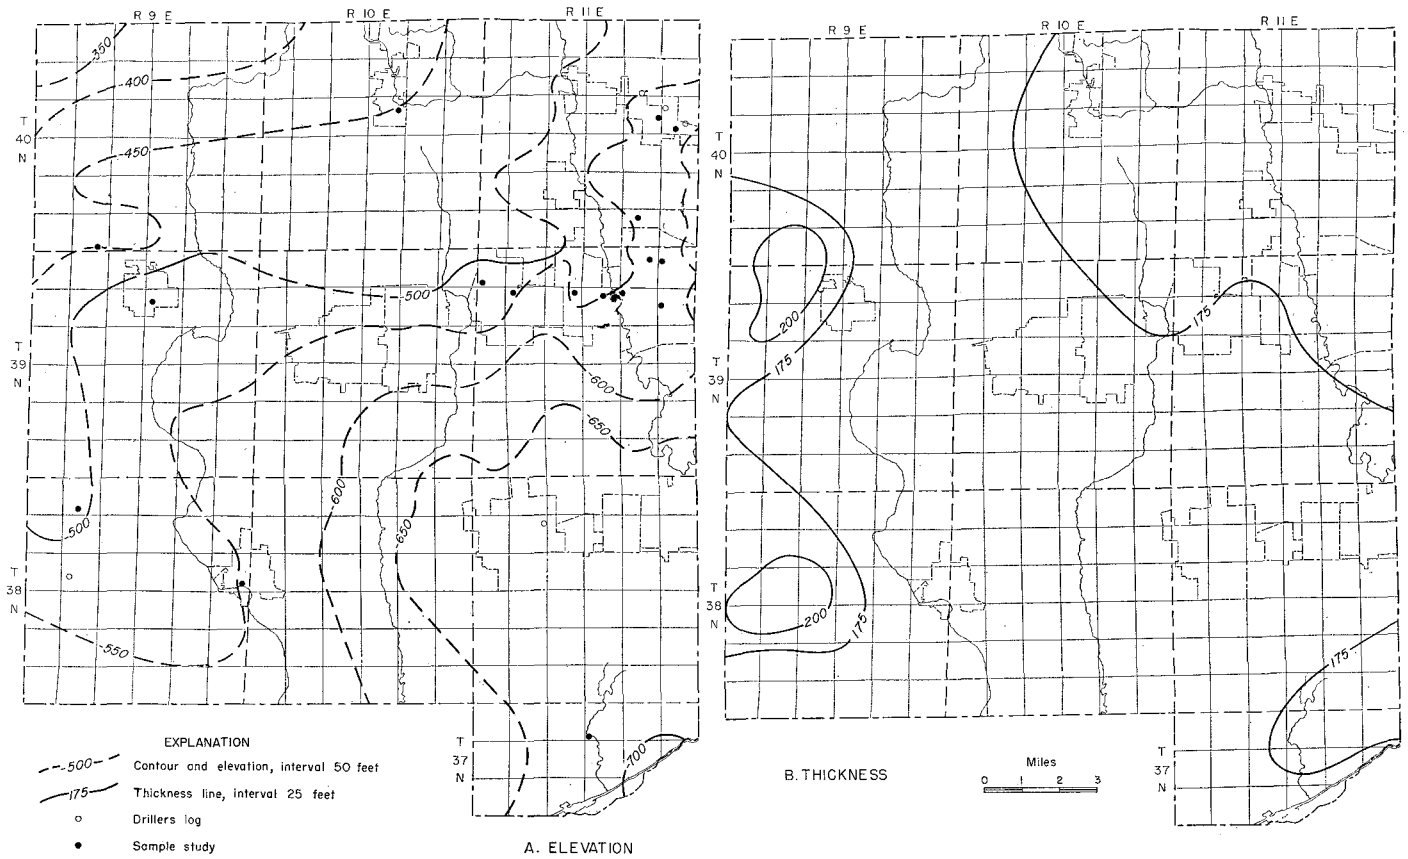 R 9 E
R 10 E
R 11 E
T
40
N
T
39
N
T
38
N
T
37
N
-350
-400
-450
-500
-600
-650
-600
-650
-500
-550
-700
EXPLANATION
-500- Contour and elevation, interval 50 feet
175 Thickness line, interval 25 feet
Drillers log
Sample study
A. ELEVATION
R 9 E
R 10 E
R 11 E
T
40
N
T
39
N
T
38
N
T
37
N
200
175
175
200
175
175
B. THICKNESS
Miles
0 1 2 3